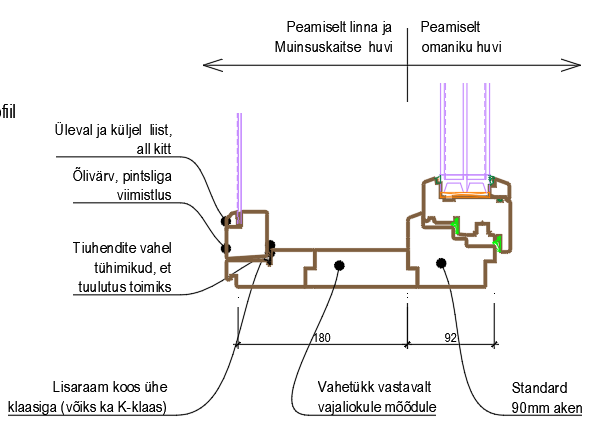 Peamiselt linna ja
Muinsuskaitse huvi
Peamiselt
omaniku huvi
ofiil
Üleval ja küljel liist,
all kitt
Õlivärv, pintsliga
viimistlus
Tiuhendite vahel
tühimikud, et
tuulutus toimiks
180
92
Lisaraam koos ühe
klaasiga (võiks ka K-klaas)
Vahetükk vastavalt
vajaliokule mõõdule
Standard
90mm aken